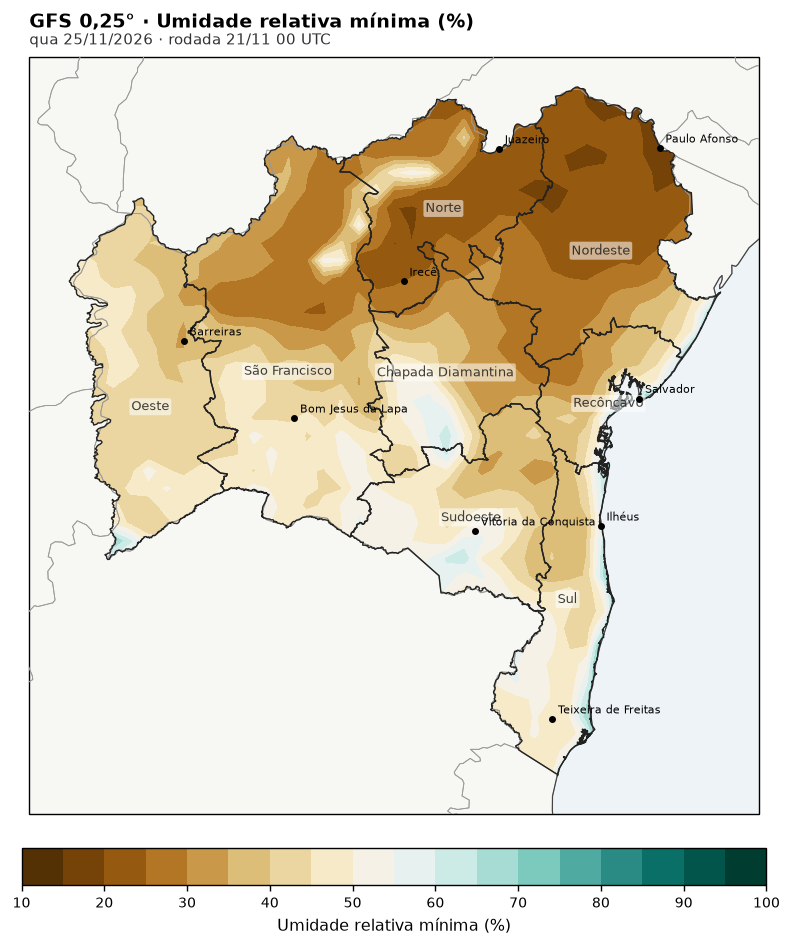 GFS 0,25° · Umidade relativa mínima (%)
qua 25/11/2026 · rodada 21/11 00 UTC
Juazeiro
Paulo Afonso
Norte
Nordeste
Irecê
Barreiras
São Francisco
Chapada Diamantina
Salvador
Oeste
Recôncavo
Bom Jesus da Lapa
Sudoeste
Vitória da Conquista
Ilhéus
Sul
Teixeira de Freitas
10 20 30 40 50 60 70 80 90 100
Umidade relativa mínima (%)